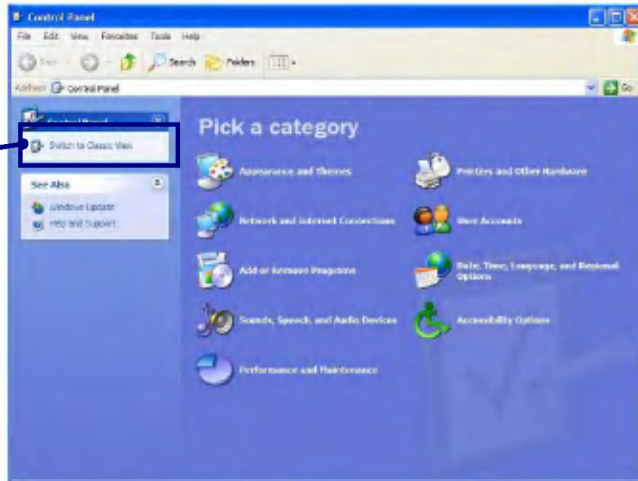 Control Panel
File Edit View Favorites Tools Help
Back Search Folders
Address Control Panel Go
Control Panel
Switch to Classic View
See Also
Windows Update
Help and Support
Pick a category
Appearance and Themes
Printers and Other Hardware
Network and Internet Connections
User Accounts
Add or Remove Programs
Date, Time, Language, and Regional
Options
Sounds, Speech, and Audio Devices
Accessibility Options
Performance and Maintenance